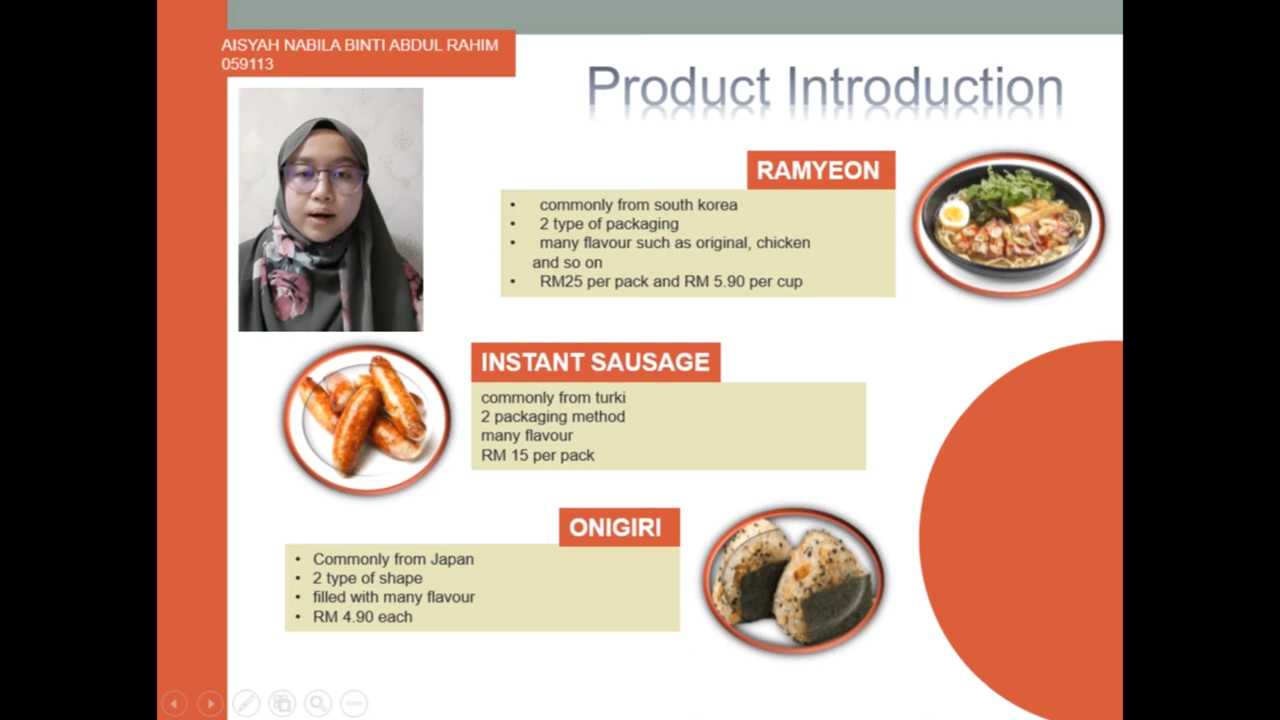 AISYAH NABILA BINTI ABDUL RAHIM
059113
Product Introduction
RAMYEON
• commonly from south korea
• 2 type of packaging
• many flavour such as original, chicken
and so on
• RM25 per pack and RM 5.90 per cup
INSTANT SAUSAGE
commonly from turki
2 packaging method
many flavour
RM 15 per pack
ONIGIRI
• Commonly from Japan
• 2 type of shape
• filled with many flavour
• RM 4.90 each